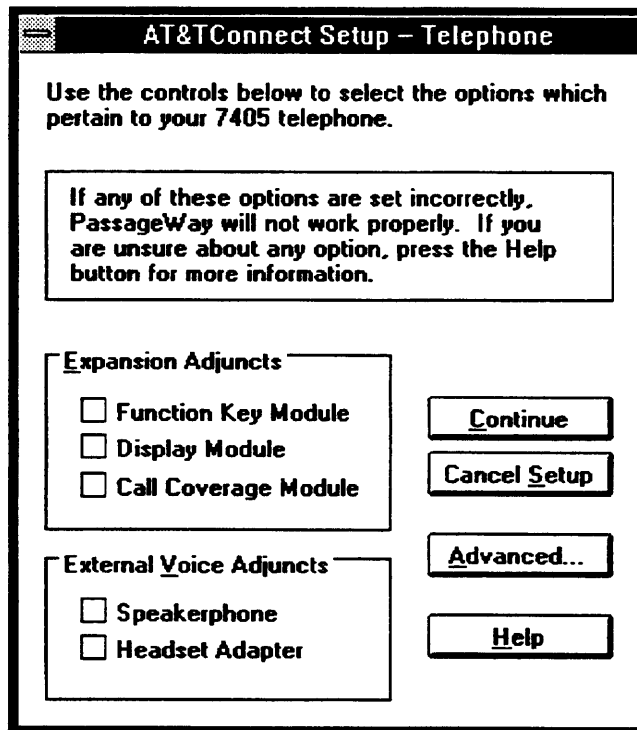 AT&TConnect Setup – Telephone
Use the controls below to select the options which
pertain to your 7405 telephone.
If any of these options are set incorrectly,
PassageWay will not work properly. If you
are unsure about any option, press the Help
button for more information.
Expansion Adjuncts
Function Key Module
Display Module
Call Coverage Module
Continue
Cancel Setup
External Voice Adjuncts
Speakerphone
Headset Adapter
Advanced...
Help